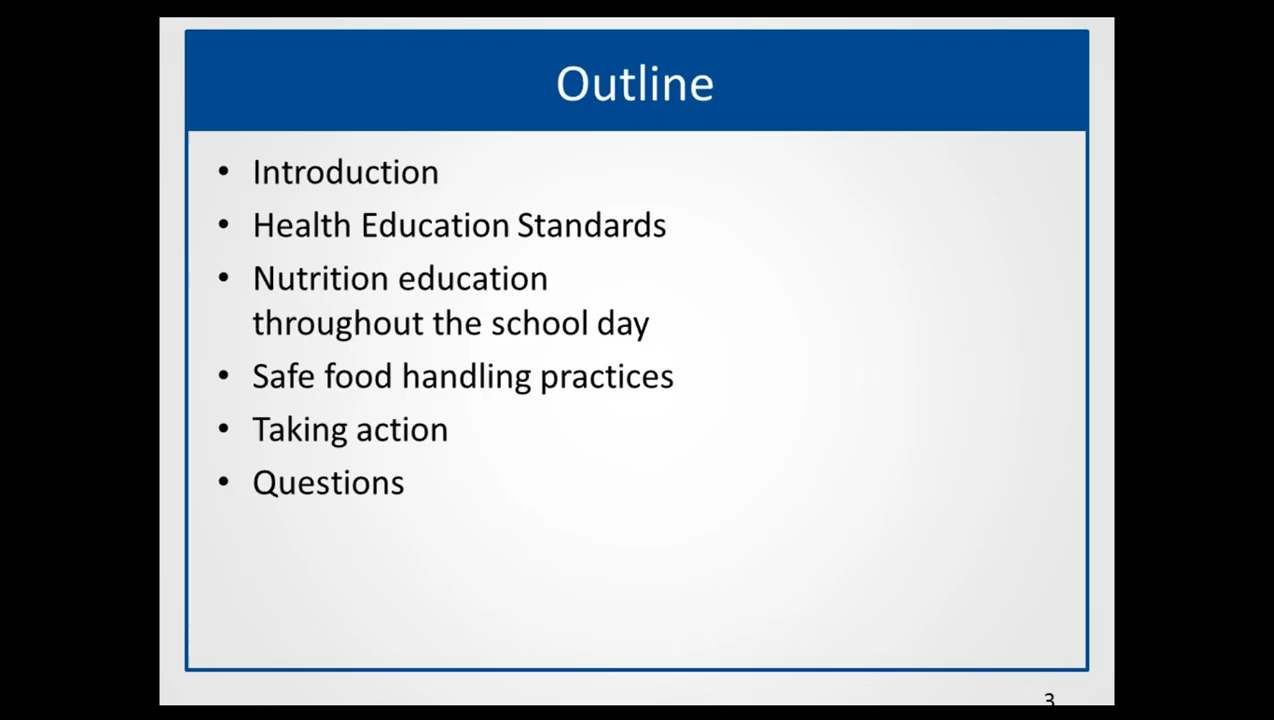 Outline
• Introduction
• Health Education Standards
• Nutrition education
throughout the school day
• Safe food handling practices
• Taking action
• Questions
3